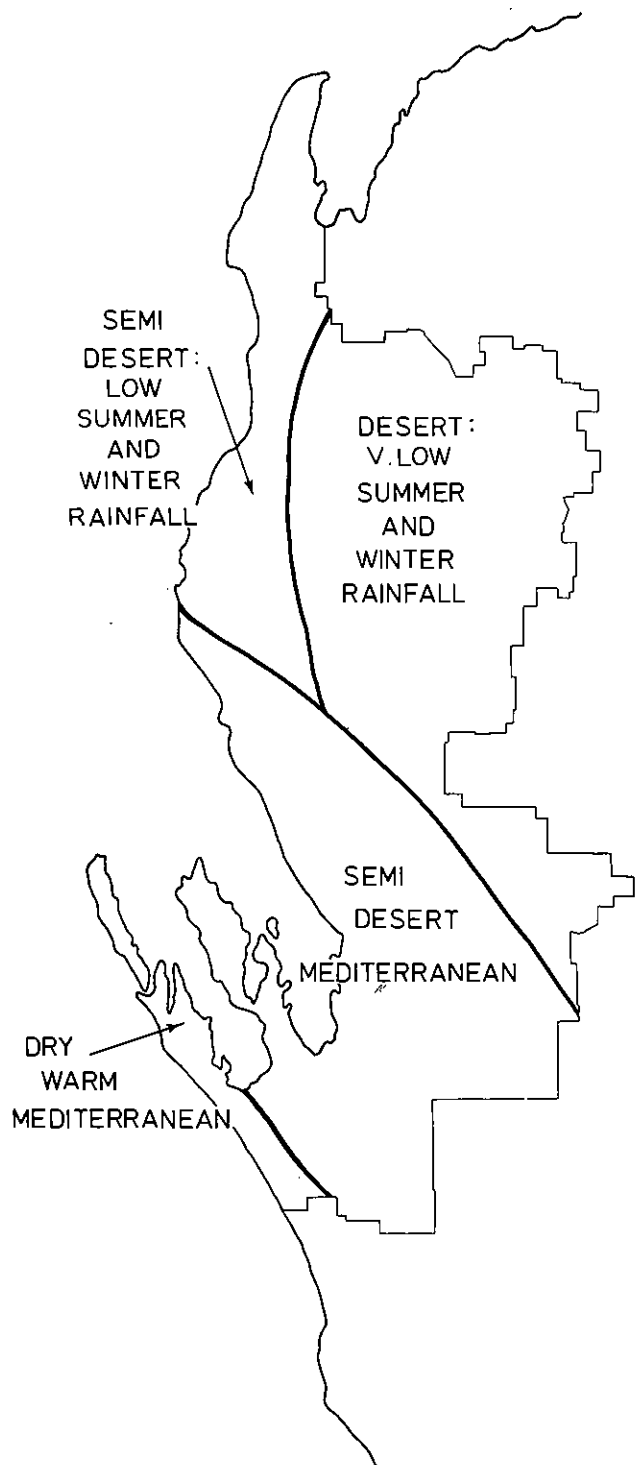 SEMI
DESERT:
LOW
SUMMER
AND
WINTER
RAINFALL
DESERT:
V. LOW
SUMMER
AND
WINTER
RAINFALL
SEMI
DESERT
MEDITERRANEAN
DRY
WARM
MEDITERRANEAN